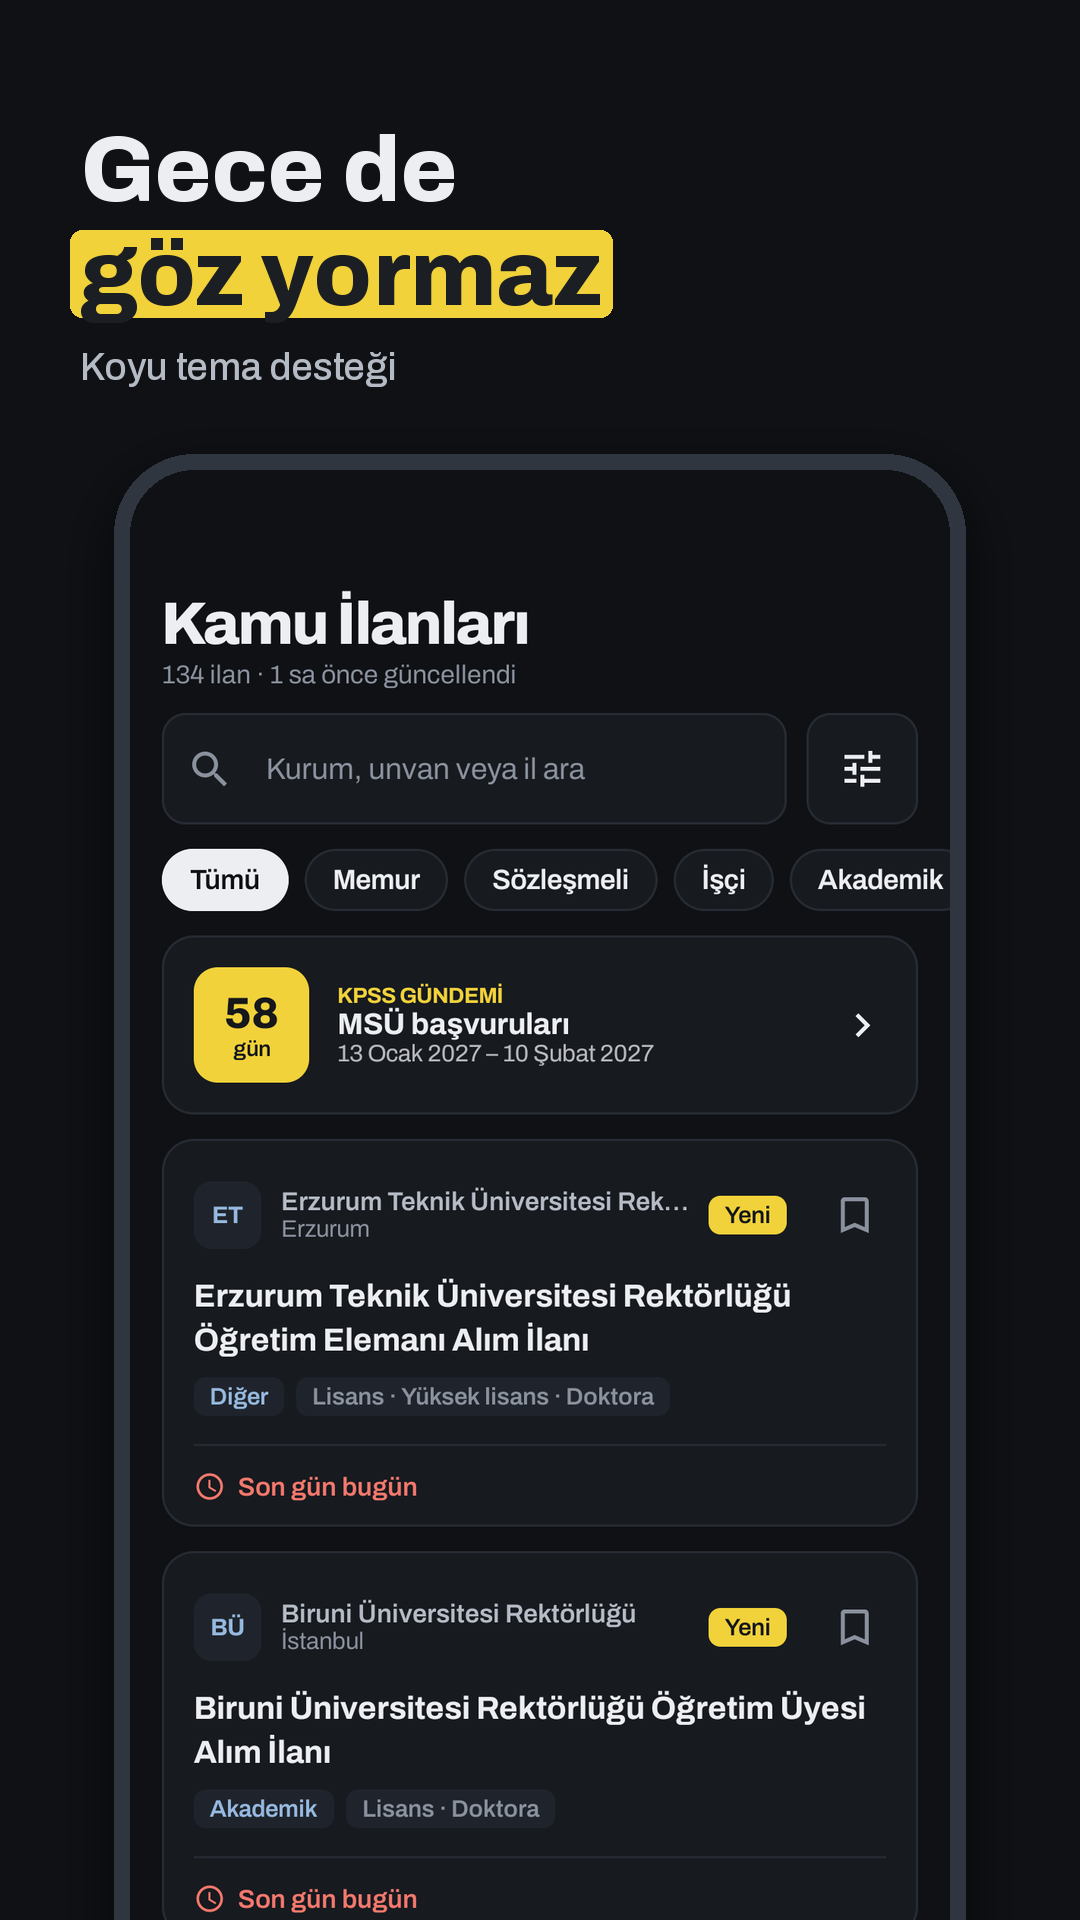 Gece de
göz yormaz
Koyu tema desteği
Kamu İlanları
134 ilan · 1 sa önce güncellendi
Kurum, unvan veya il ara
Tümü
Memur
Sözleşmeli
İşçi
Akademik
58
gün
KPSS GÜNDEMİ
MSÜ başvuruları
13 Ocak 2027 – 10 Şubat 2027
ET
Erzurum Teknik Üniversitesi Rek...
Erzurum
Yeni
Erzurum Teknik Üniversitesi Rektörlüğü
Öğretim Elemanı Alım İlanı
Diğer
Lisans · Yüksek lisans · Doktora
Son gün bugün
BÜ
Biruni Üniversitesi Rektörlüğü
İstanbul
Yeni
Biruni Üniversitesi Rektörlüğü Öğretim Üyesi
Alım İlanı
Akademik
Lisans · Doktora
Son gün bugün